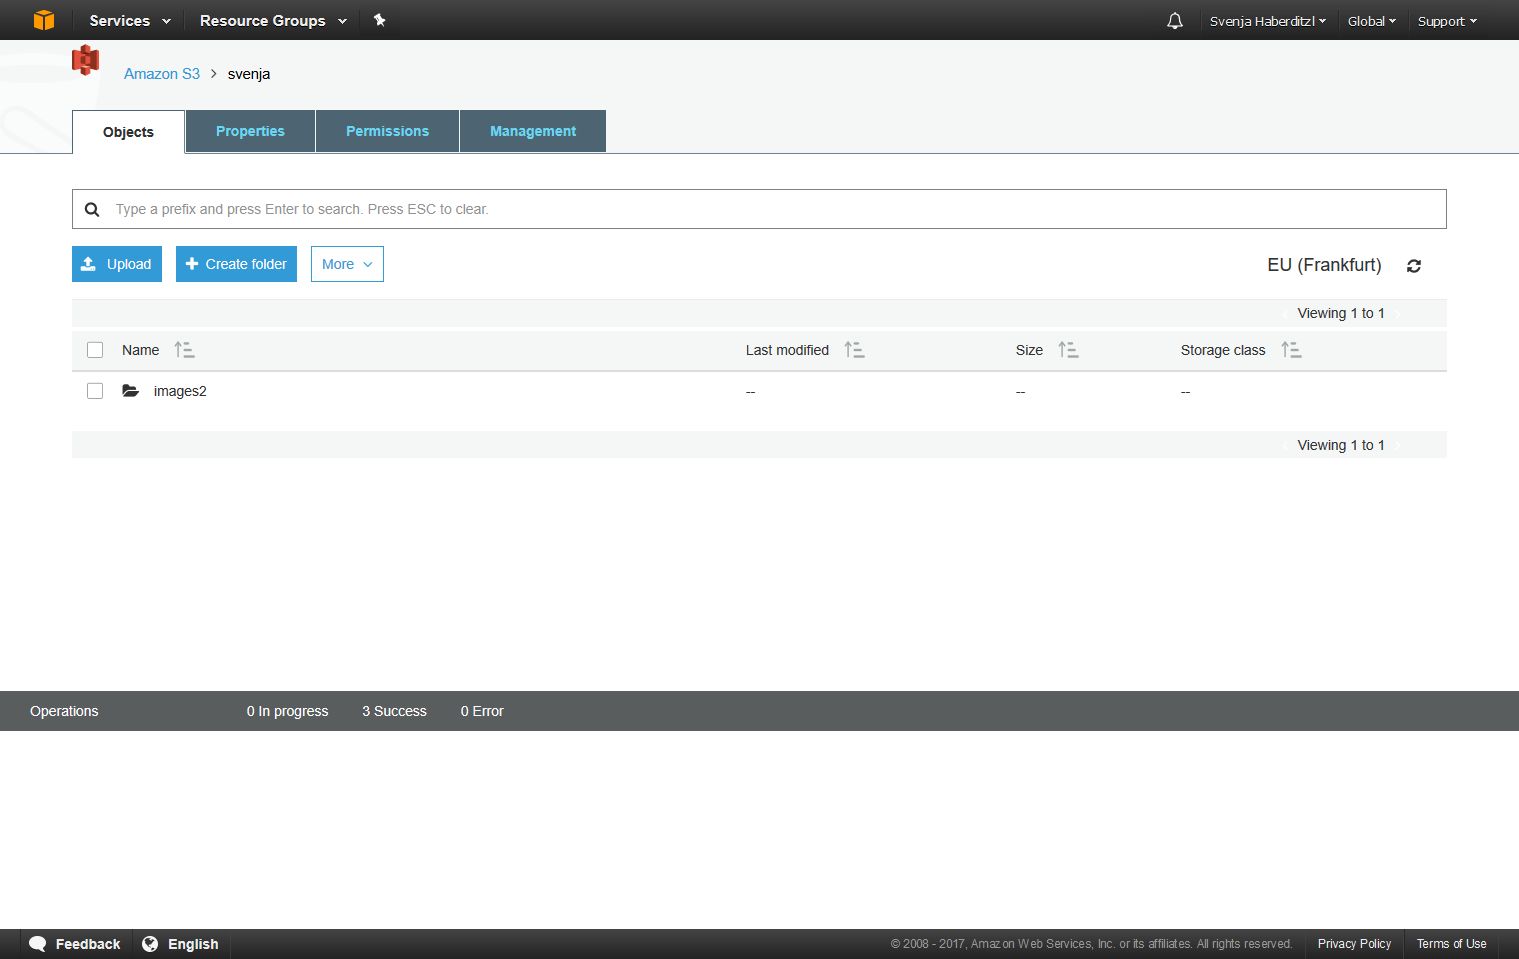 Services Resource Groups Svenja Haberditzl Global Support
Amazon S3 > svenja
Objects Properties Permissions Management
Type a prefix and press Enter to search. Press ESC to clear.
Upload Create folder More EU (Frankfurt)
Viewing 1 to 1
Name Last modified Size Storage class
images2 -- -- --
Viewing 1 to 1
Operations 0 In progress 3 Success 0 Error
Feedback English © 2008 - 2017, Amazon Web Services, Inc. or its affiliates. All rights reserved. Privacy Policy Terms of Use